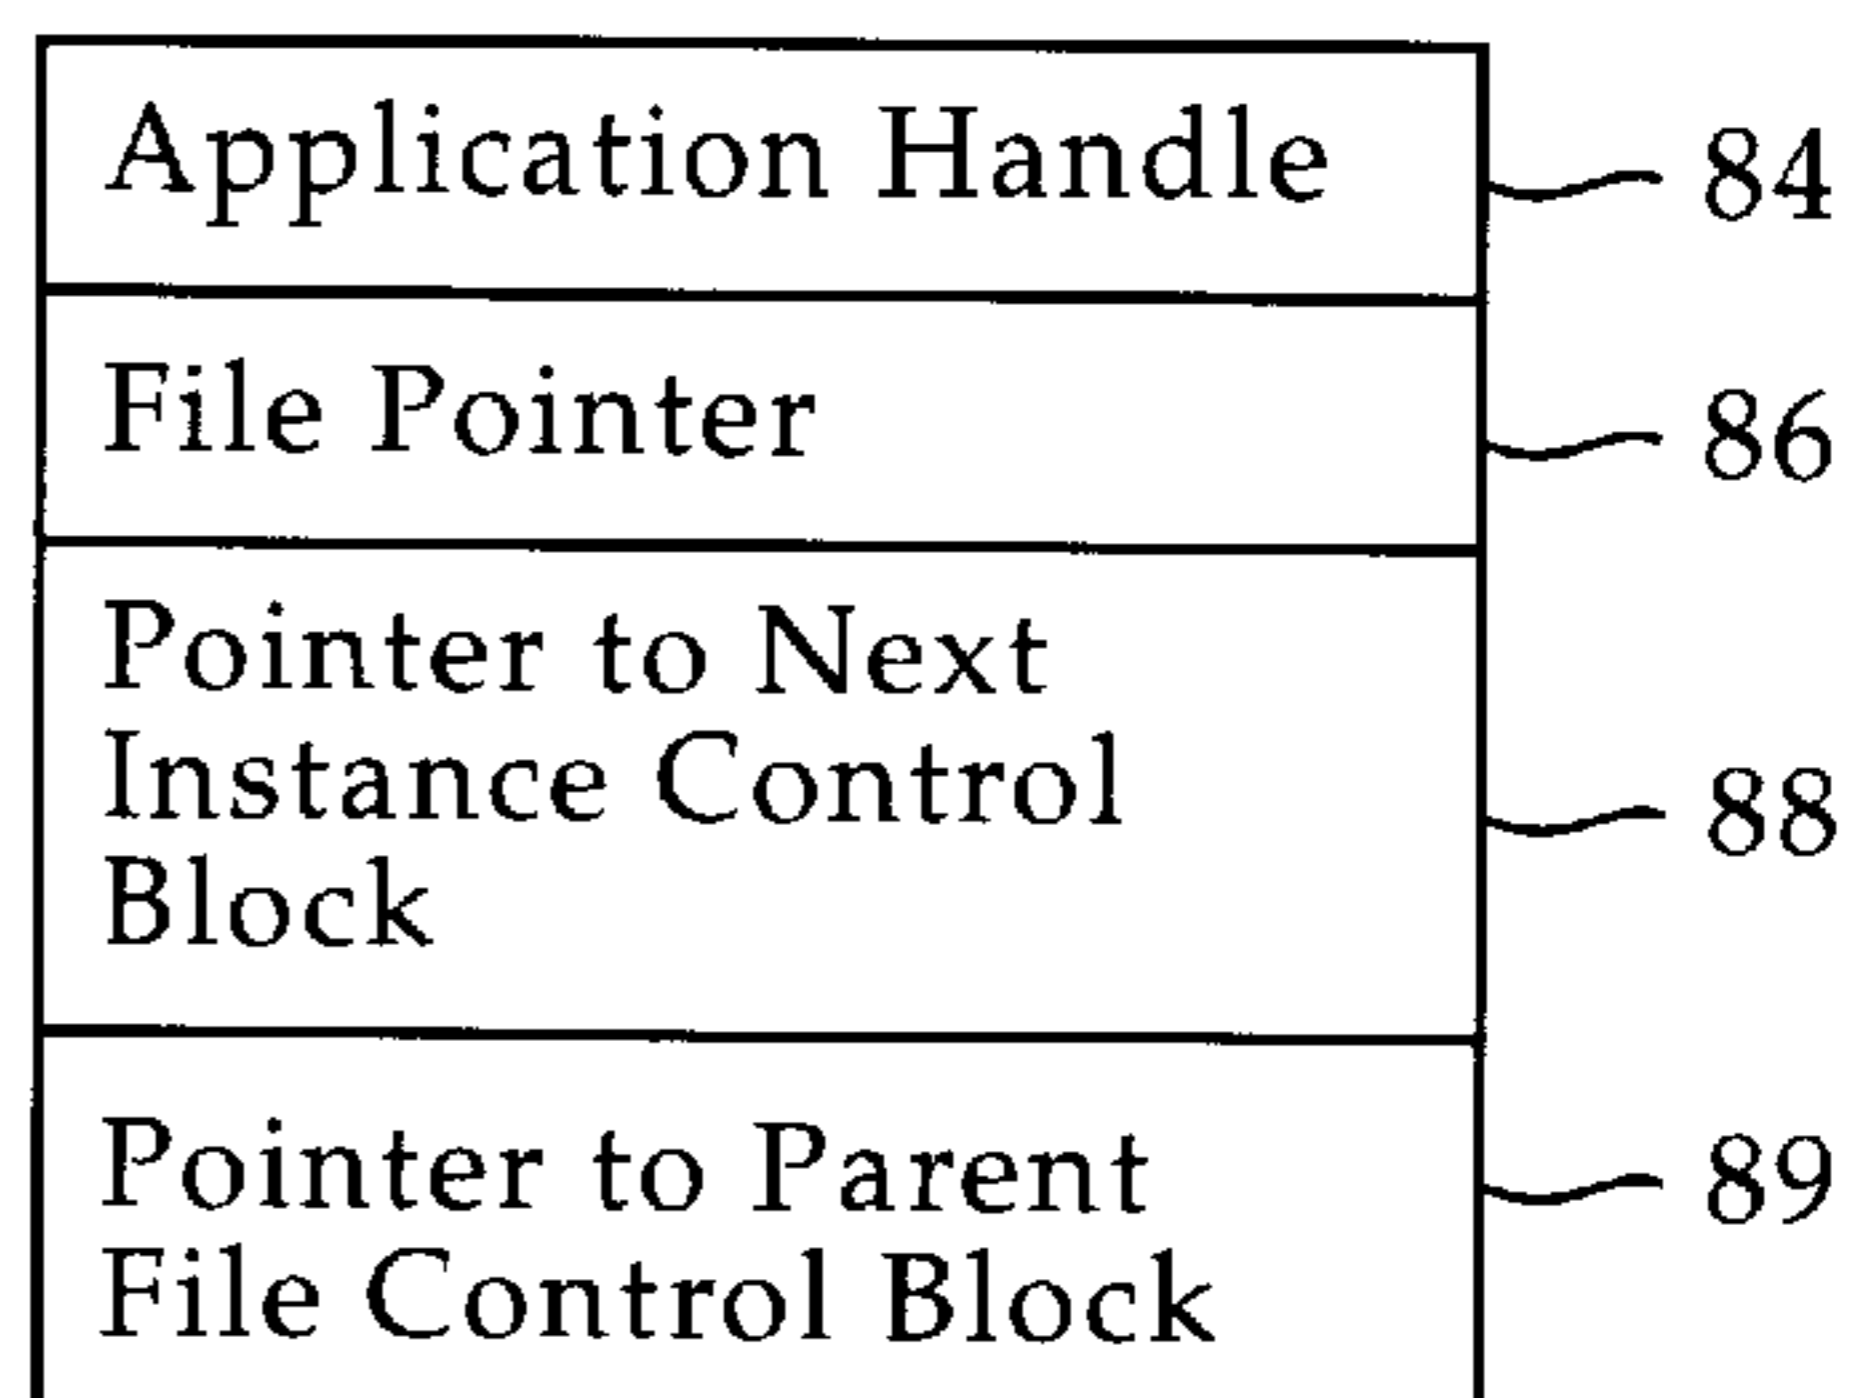 Application Handle 84
File Pointer 86
Pointer to Next
Instance Control 88
Block
Pointer to Parent 89
File Control Block